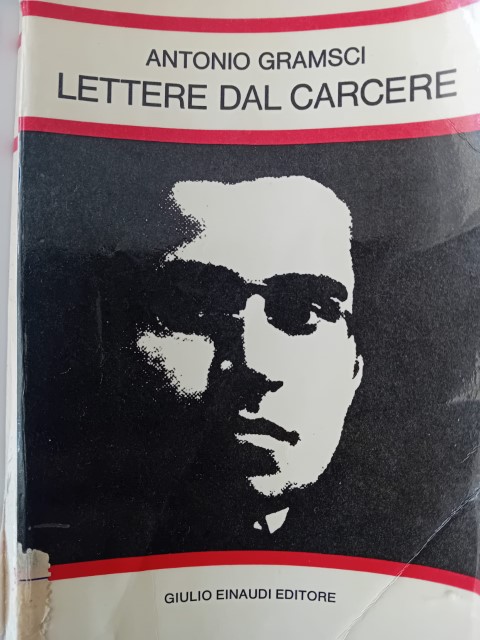 ANTONIO GRAMSCI
LETTERE DAL CARCERE
GIULIO EINAUDI EDITORE